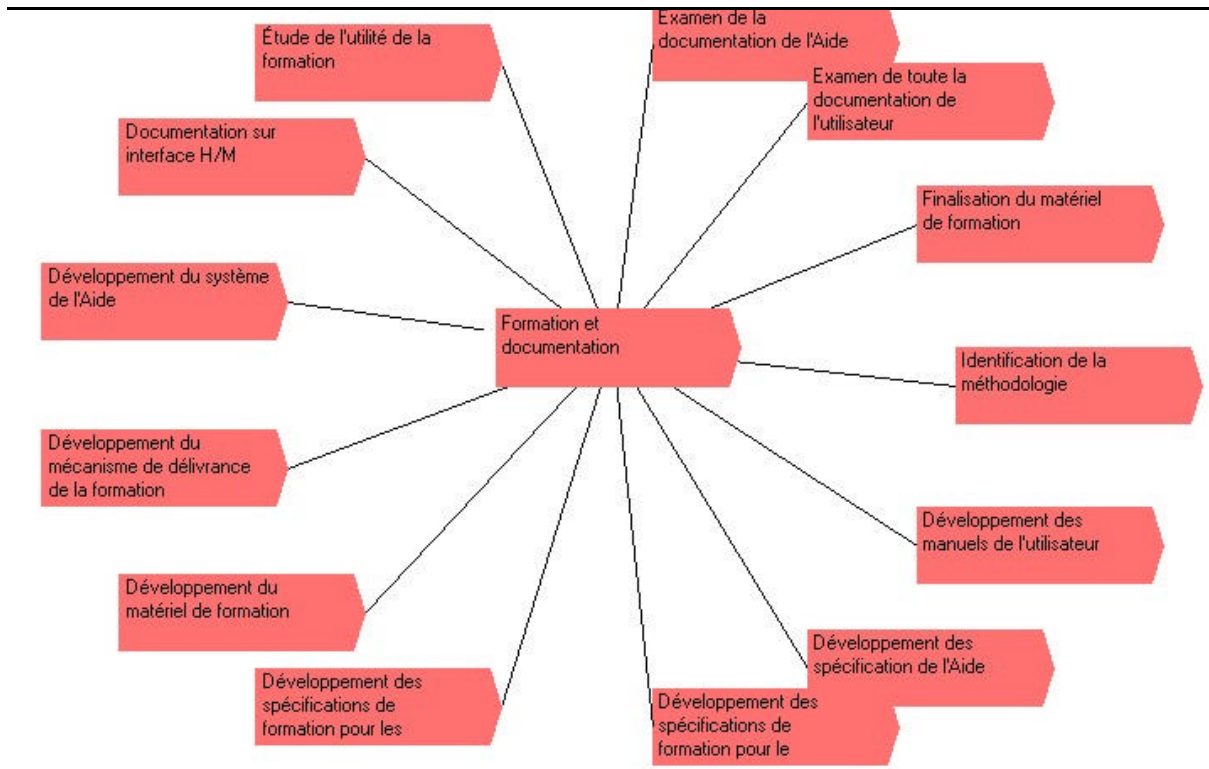 Examen de la
documentation de l'Aide
Étude de l'utilité de la
formation
Examen de toute la
documentation de
l'utilisateur
Documentation sur
interface H/M
Finalisation du matériel
de formation
Développement du système
de l'Aide
Formation et
documentation
Identification de la
méthodologie
Développement du
mécanisme de délivrance
de la formation
Développement des
manuels de l'utilisateur
Développement du
matériel de formation
Développement des
spécification de l'Aide
Développement des
spécifications de
formation pour les
Développement des
spécifications de
formation pour le